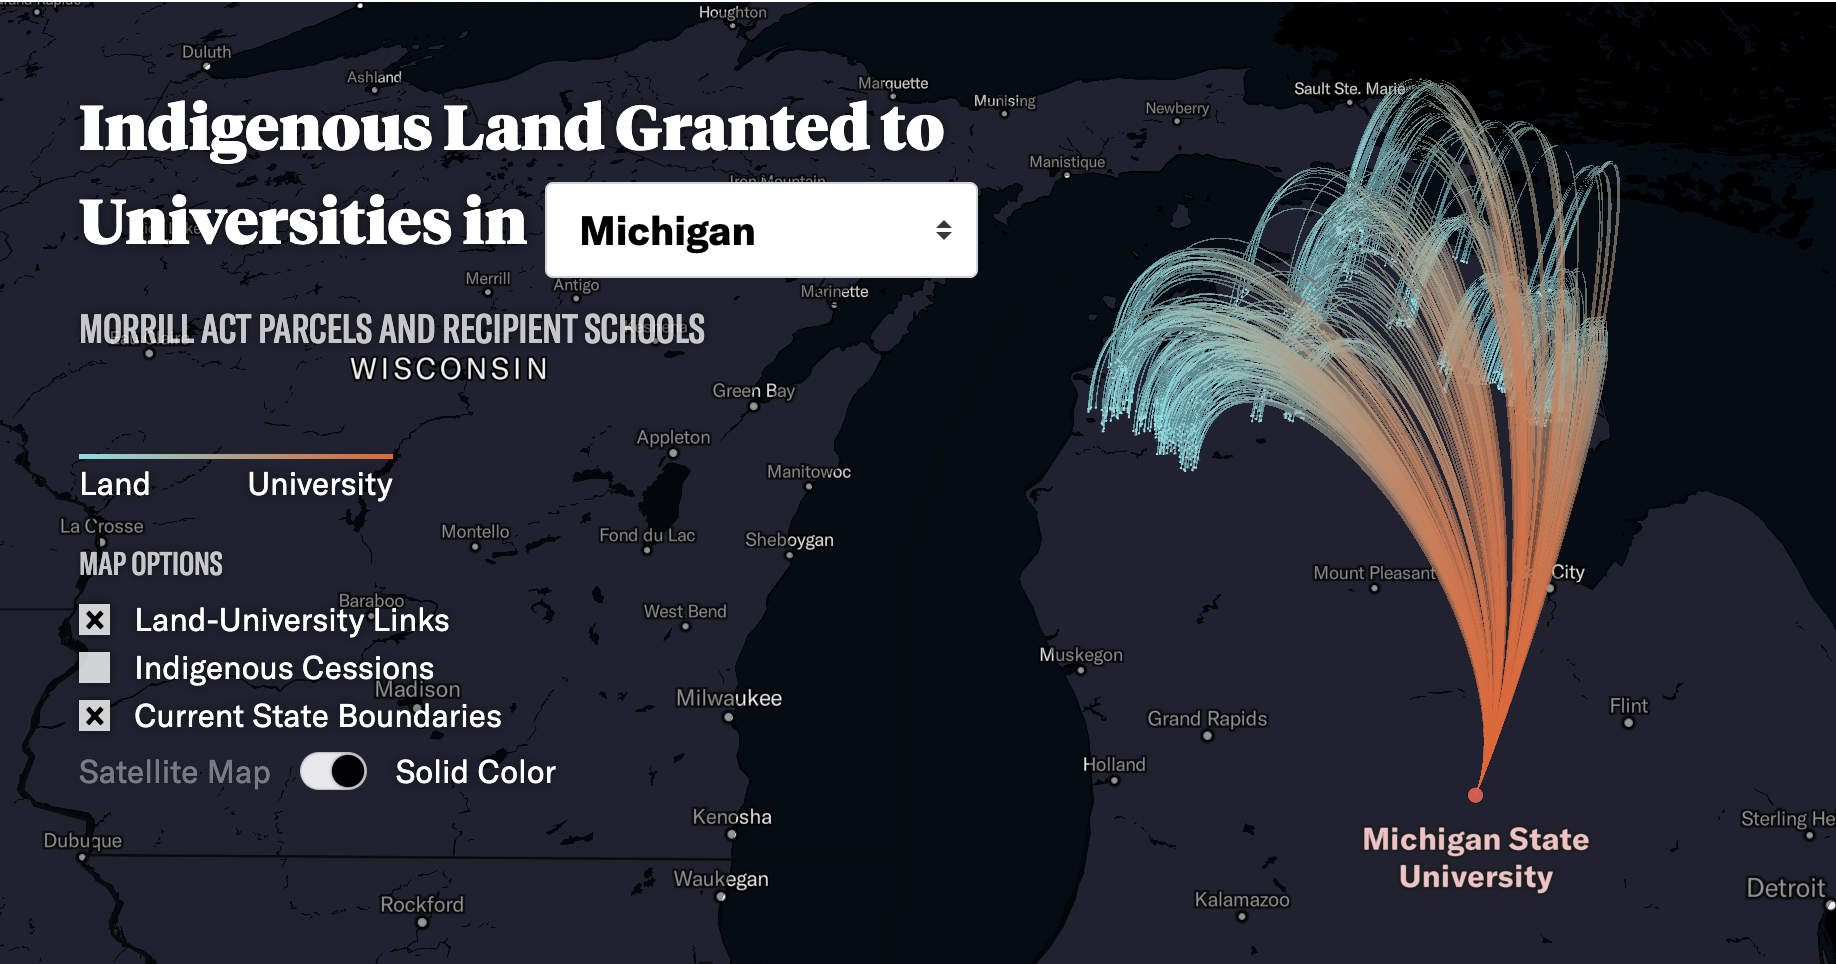 Houghton
Duluth
Ashland
Marquette
Munising
Sault Ste. Marie
Newberry
Indigenous Land Granted to
Manistique
Iron Mountain
Universities in Michigan
Merrill
Antigo
Marinette
MORRILL ACT PARCELS AND RECIPIENT SCHOOLS
WISCONSIN
Green Bay
Appleton
Manitowoc
Land University
La Crosse
Montello
Fond du Lac
Sheboygan
MAP OPTIONS
Mount Pleasant
City
Baraboo
West Bend
Land-University Links
Muskegon
Indigenous Cessions
Madison
Milwaukee
Current State Boundaries
Grand Rapids
Flint
Satellite Map Solid Color
Holland
Kenosha
Sterling He
Dubuque
Michigan State
University
Waukegan
Detroit
Rockford
Kalamazoo